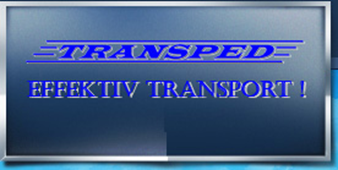 TRANSPED
EFFEKTIV TRANSPORT !